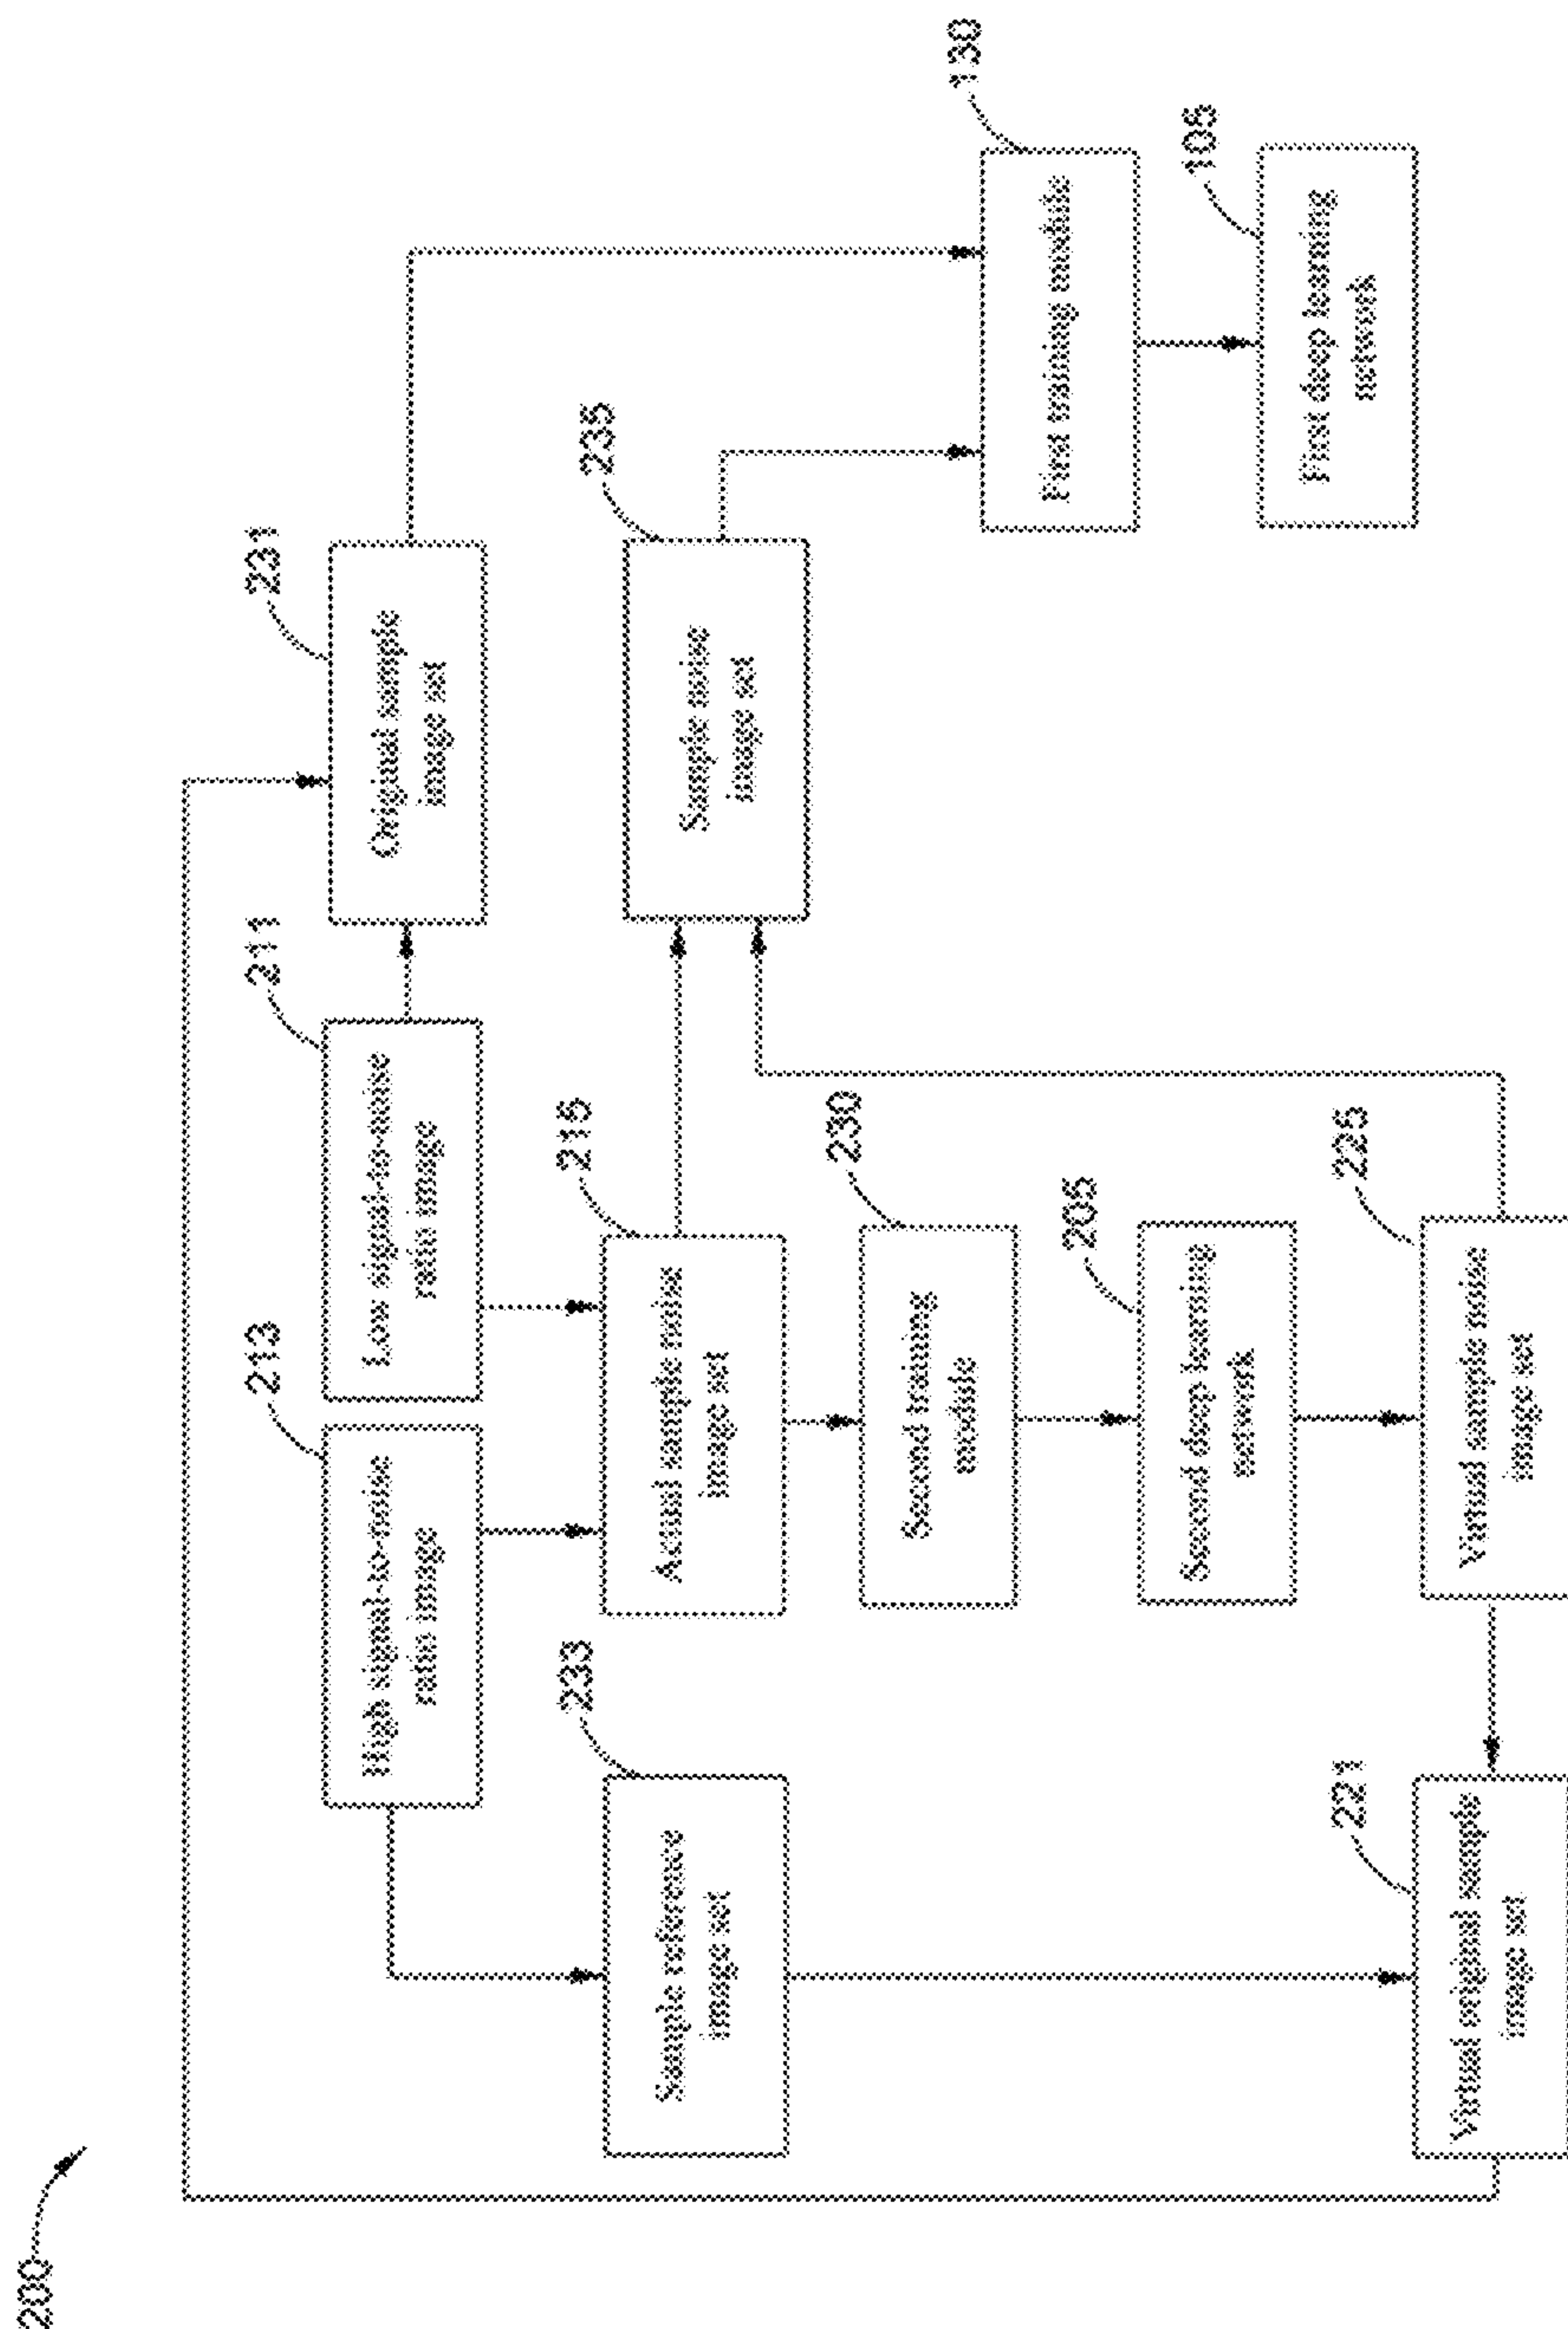 200
213
High signal-to-noise
ratio image
211
Low signal-to-noise
ratio image
231
Original sample
image set
233
Sample reference
image set
215
Actual sample noise
image set
235
Sample noise
image set
230
Second training
module
130
First training module
205
Second deep learning
network
105
First deep learning
network
221
Virtual original sample
image set
225
Virtual sample noise
image set